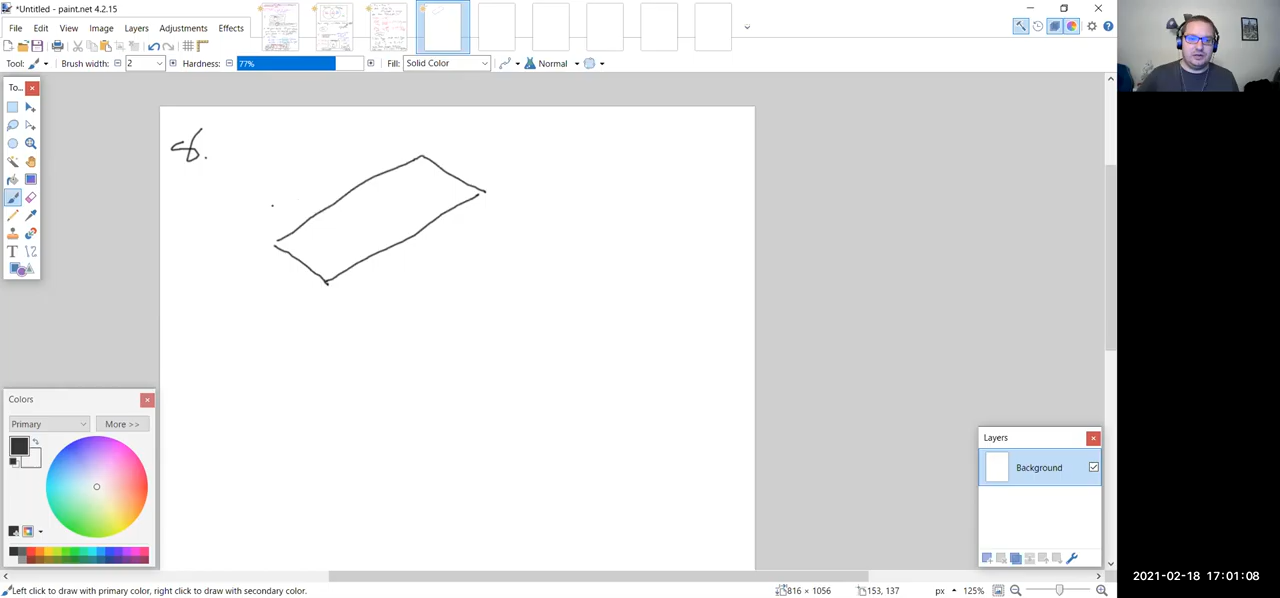 *Untitled - paint.net 4.2.15
File Edit View Image Layers Adjustments Effects
Tool: Brush width: 2 Hardness: 77% Fill: Solid Color Normal
To...
8.
Colors
Primary More >>
Layers
Background
2021-02-18 17:01:08
Left click to draw with primary color, right click to draw with secondary color. 816 × 1056 153, 137 px 125%